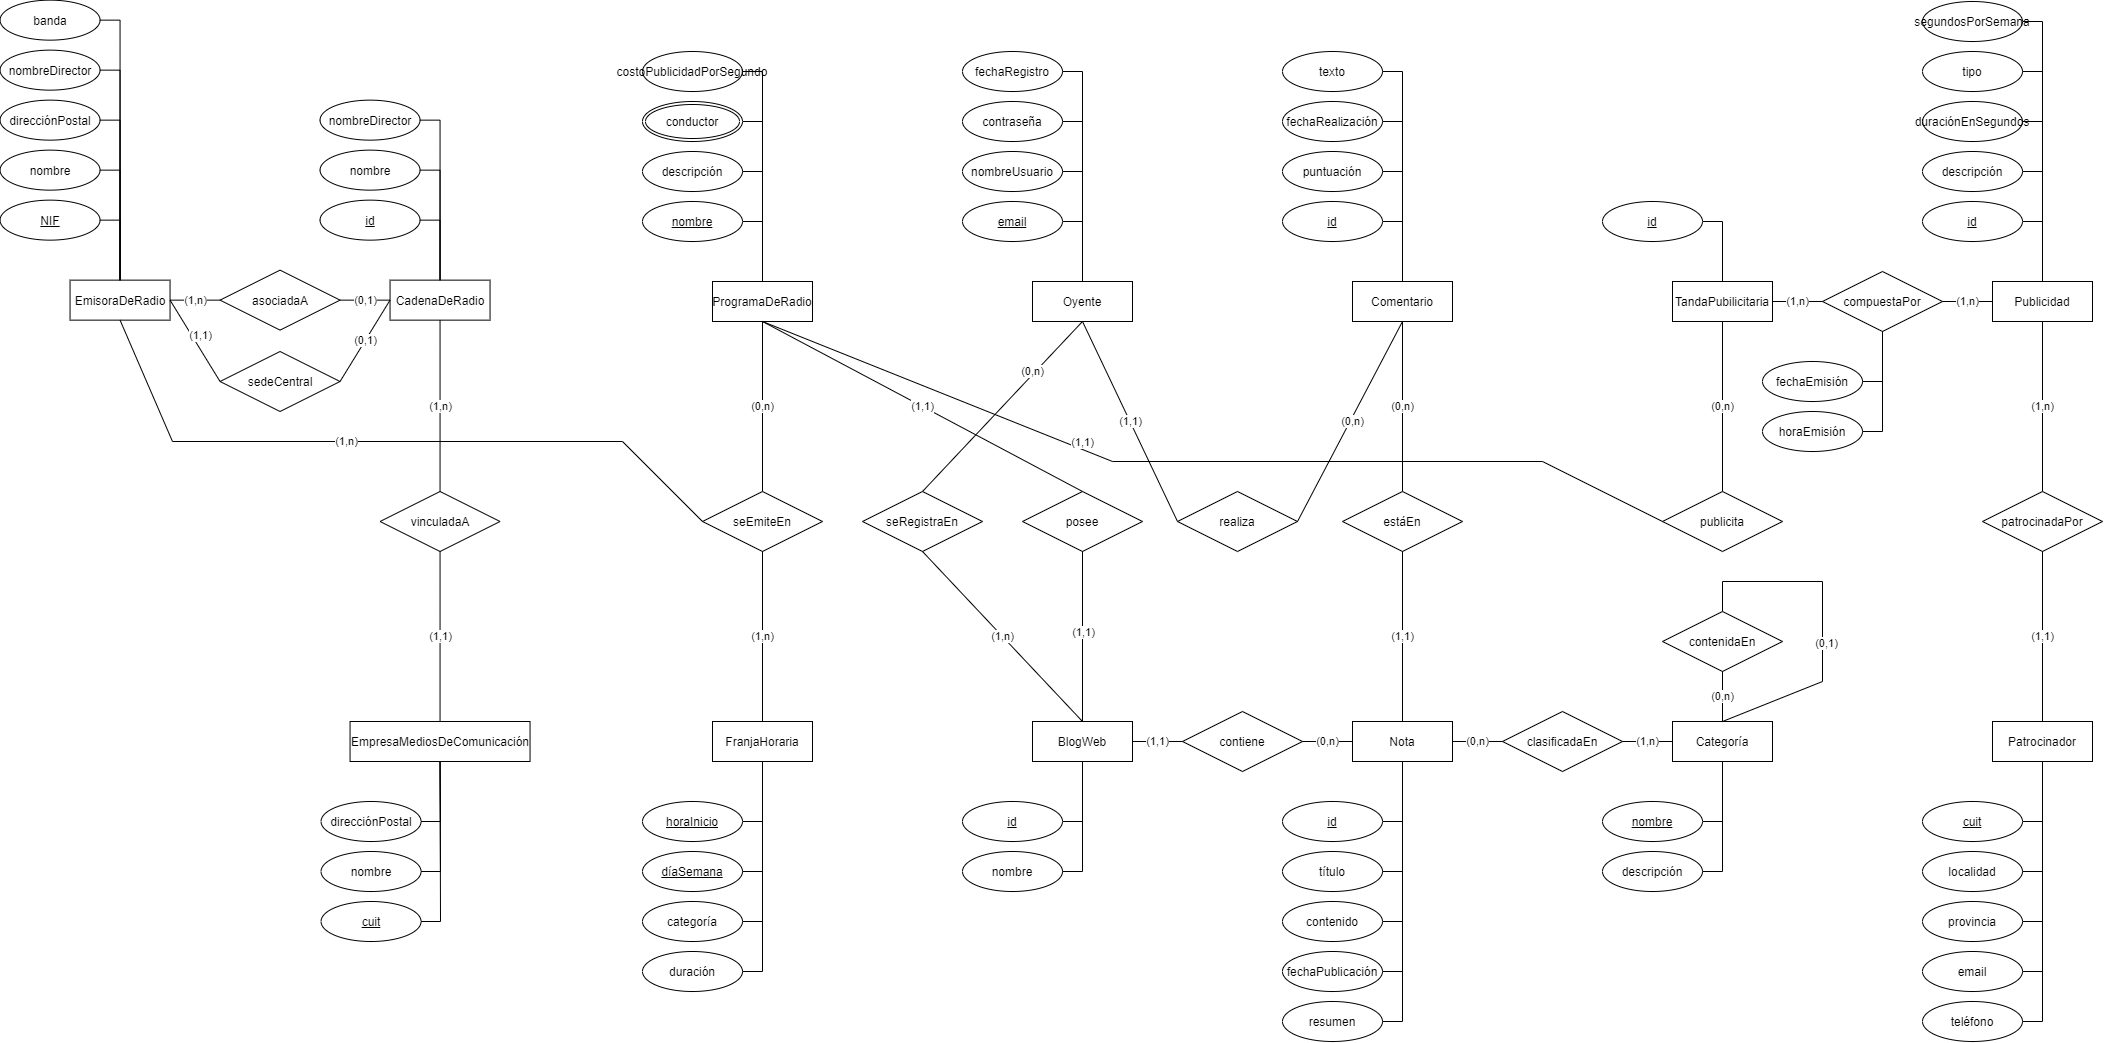 banda
nombreDirector
direcciónPostal
nombre
NIF
nombreDirector
nombre
id
costoPublicidadPorSegundo
conductor
descripción
nombre
fechaRegistro
contraseña
nombreUsuario
email
texto
fechaRealización
puntuación
id
id
segundosPorSemana
tipo
duraciónEnSegundos
descripción
id
EmisoraDeRadio
(1,n)
asociadaA
(0,1)
CadenaDeRadio
ProgramaDeRadio
Oyente
Comentario
TandaPubilicitaria
(1,n)
compuestaPor
(1,n)
Publicidad
(1,1)
(0,1)
sedeCentral
(0,n)
fechaEmisión
horaEmisión
(1,n)
(0,n)
(1,1)
(1,1)
(0,n)
(0,n)
(0,n)
(1,n)
(1,n)
(1,1)
vinculadaA
seEmiteEn
seRegistraEn
posee
realiza
estáEn
publicita
patrocinadaPor
(1,1)
(1,n)
(1,n)
(1,1)
(1,1)
contenidaEn
(0,1)
(0,n)
(1,1)
EmpresaMediosDeComunicación
FranjaHoraria
BlogWeb
(1,1)
contiene
(0,n)
Nota
(0,n)
clasificadaEn
(1,n)
Categoría
Patrocinador
direcciónPostal
nombre
cuit
horaInicio
díaSemana
categoría
duración
id
nombre
id
título
contenido
fechaPublicación
resumen
nombre
descripción
cuit
localidad
provincia
email
teléfono